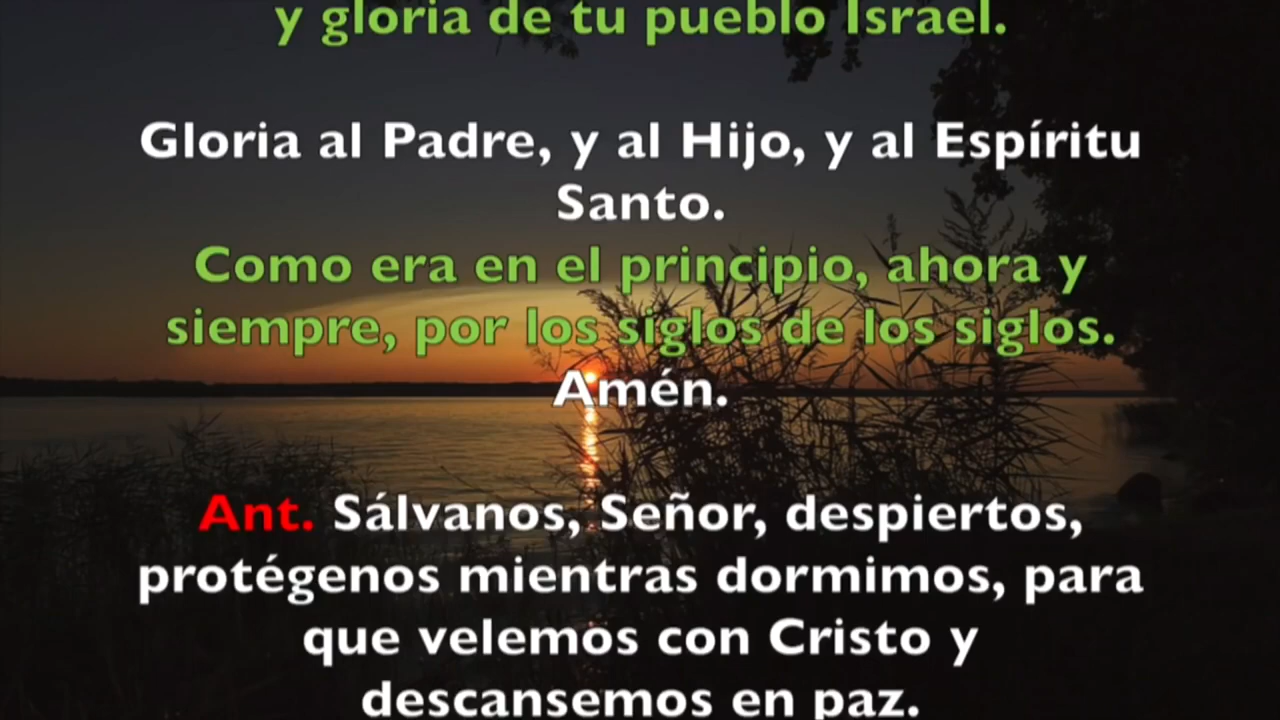 y gloria de tu pueblo Israel.
Gloria al Padre, y al Hijo, y al Espíritu
Santo.
Como era en el principio, ahora y
siempre, por los siglos de los siglos.
Amén.
Ant. Sálvanos, Señor, despiertos,
protégenos mientras dormimos, para
que velemos con Cristo y
descansemos en paz.